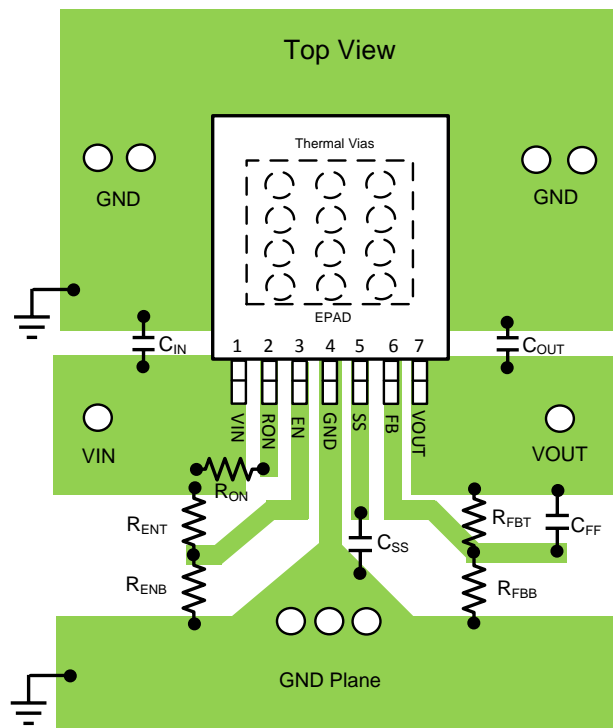 Top View
Thermal Vias
GND
GND
EPAD
1 2 3 4 5 6 7
CIN
COUT
VIN
RON
EN
GND
SS
FB
VOUT
VIN
VOUT
RON
RENT
RFBT
CFF
CSS
RENB
RFBB
GND Plane